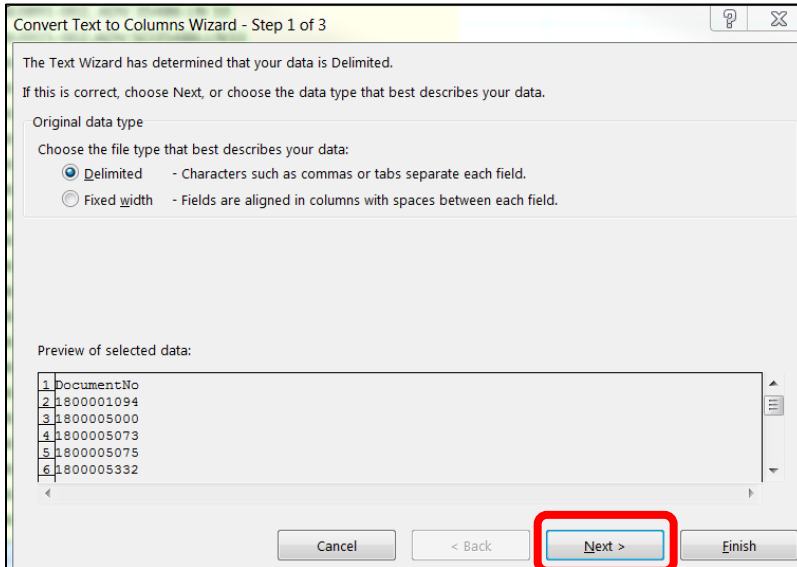 Convert Text to Columns Wizard - Step 1 of 3
The Text Wizard has determined that your data is Delimited.
If this is correct, choose Next, or choose the data type that best describes your data.
Original data type
Choose the file type that best describes your data:
Delimited - Characters such as commas or tabs separate each field.
Fixed width - Fields are aligned in columns with spaces between each field.
Preview of selected data:
1 DocumentNo
2 1800001094
3 1800005000
4 1800005073
5 1800005075
6 1800005332
Cancel < Back Next > Finish